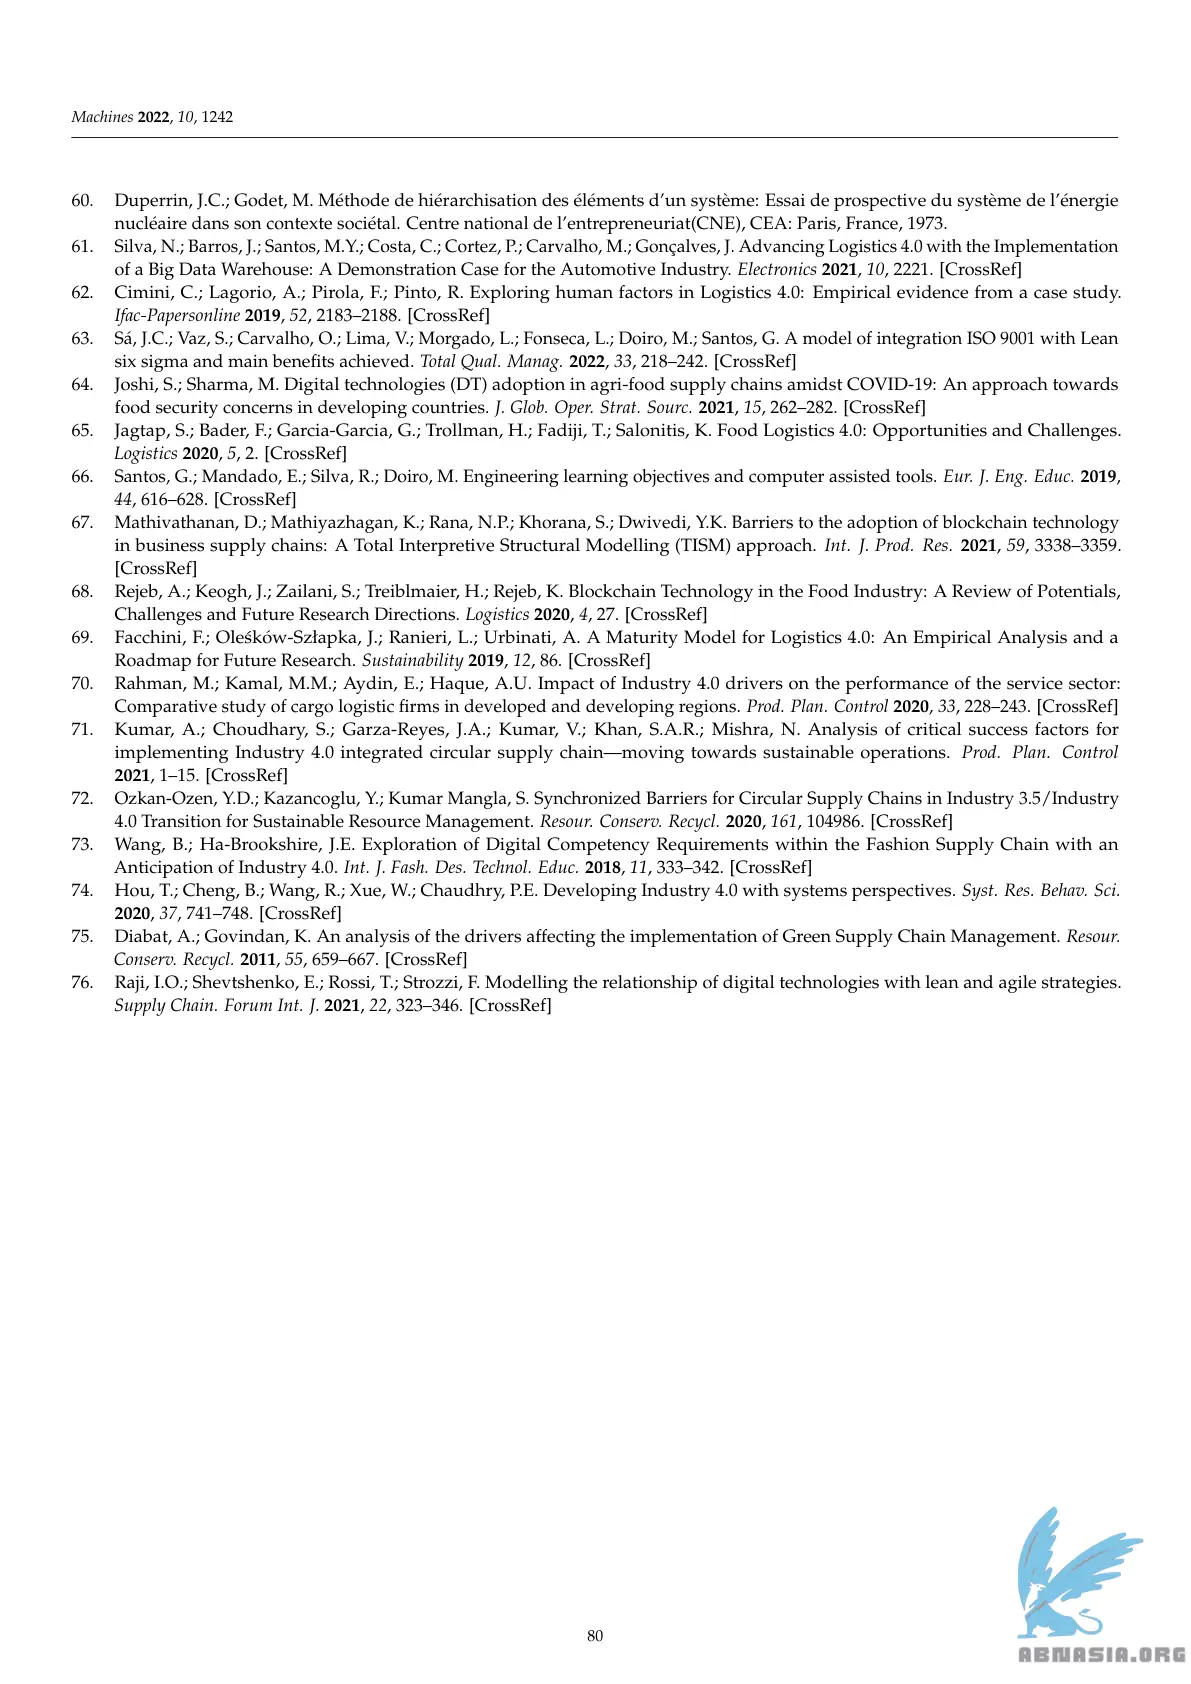 Machines 2022, 10, 1242
60. Duperrin, J.C.; Godet, M. Méthode de hiérarchisation des éléments d’un système: Essai de prospective du système de l’énergie
nucléaire dans son contexte sociétal. Centre national de l’entrepreneuriat(CNE), CEA: Paris, France, 1973.
61. Silva, N.; Barros, J.; Santos, M.Y.; Costa, C.; Cortez, P.; Carvalho, M.; Gonçalves, J. Advancing Logistics 4.0 with the Implementation
of a Big Data Warehouse: A Demonstration Case for the Automotive Industry. Electronics 2021, 10, 2221. [CrossRef]
62. Cimini, C.; Lagorio, A.; Pirola, F.; Pinto, R. Exploring human factors in Logistics 4.0: Empirical evidence from a case study.
Ifac-Papersonline 2019, 52, 2183–2188. [CrossRef]
63. Sá, J.C.; Vaz, S.; Carvalho, O.; Lima, V.; Morgado, L.; Fonseca, L.; Doiro, M.; Santos, G. A model of integration ISO 9001 with Lean
six sigma and main benefits achieved. Total Qual. Manag. 2022, 33, 218–242. [CrossRef]
64. Joshi, S.; Sharma, M. Digital technologies (DT) adoption in agri-food supply chains amidst COVID-19: An approach towards
food security concerns in developing countries. J. Glob. Oper. Strat. Sourc. 2021, 15, 262–282. [CrossRef]
65. Jagtap, S.; Bader, F.; Garcia-Garcia, G.; Trollman, H.; Fadiji, T.; Salonitis, K. Food Logistics 4.0: Opportunities and Challenges.
Logistics 2020, 5, 2. [CrossRef]
66. Santos, G.; Mandado, E.; Silva, R.; Doiro, M. Engineering learning objectives and computer assisted tools. Eur. J. Eng. Educ. 2019,
44, 616–628. [CrossRef]
67. Mathivathanan, D.; Mathiyazhagan, K.; Rana, N.P.; Khorana, S.; Dwivedi, Y.K. Barriers to the adoption of blockchain technology
in business supply chains: A Total Interpretive Structural Modelling (TISM) approach. Int. J. Prod. Res. 2021, 59, 3338–3359.
[CrossRef]
68. Rejeb, A.; Keogh, J.; Zailani, S.; Treiblmaier, H.; Rejeb, K. Blockchain Technology in the Food Industry: A Review of Potentials,
Challenges and Future Research Directions. Logistics 2020, 4, 27. [CrossRef]
69. Facchini, F.; Oleśków-Szłapka, J.; Ranieri, L.; Urbinati, A. A Maturity Model for Logistics 4.0: An Empirical Analysis and a
Roadmap for Future Research. Sustainability 2019, 12, 86. [CrossRef]
70. Rahman, M.; Kamal, M.M.; Aydin, E.; Haque, A.U. Impact of Industry 4.0 drivers on the performance of the service sector:
Comparative study of cargo logistic firms in developed and developing regions. Prod. Plan. Control 2020, 33, 228–243. [CrossRef]
71. Kumar, A.; Choudhary, S.; Garza-Reyes, J.A.; Kumar, V.; Khan, S.A.R.; Mishra, N. Analysis of critical success factors for
implementing Industry 4.0 integrated circular supply chain—moving towards sustainable operations. Prod. Plan. Control
2021, 1–15. [CrossRef]
72. Ozkan-Ozen, Y.D.; Kazancoglu, Y.; Kumar Mangla, S. Synchronized Barriers for Circular Supply Chains in Industry 3.5/Industry
4.0 Transition for Sustainable Resource Management. Resour. Conserv. Recycl. 2020, 161, 104986. [CrossRef]
73. Wang, B.; Ha-Brookshire, J.E. Exploration of Digital Competency Requirements within the Fashion Supply Chain with an
Anticipation of Industry 4.0. Int. J. Fash. Des. Technol. Educ. 2018, 11, 333–342. [CrossRef]
74. Hou, T.; Cheng, B.; Wang, R.; Xue, W.; Chaudhry, P.E. Developing Industry 4.0 with systems perspectives. Syst. Res. Behav. Sci.
2020, 37, 741–748. [CrossRef]
75. Diabat, A.; Govindan, K. An analysis of the drivers affecting the implementation of Green Supply Chain Management. Resour.
Conserv. Recycl. 2011, 55, 659–667. [CrossRef]
76. Raji, I.O.; Shevtshenko, E.; Rossi, T.; Strozzi, F. Modelling the relationship of digital technologies with lean and agile strategies.
Supply Chain. Forum Int. J. 2021, 22, 323–346. [CrossRef]
80
ABNASIA.ORG